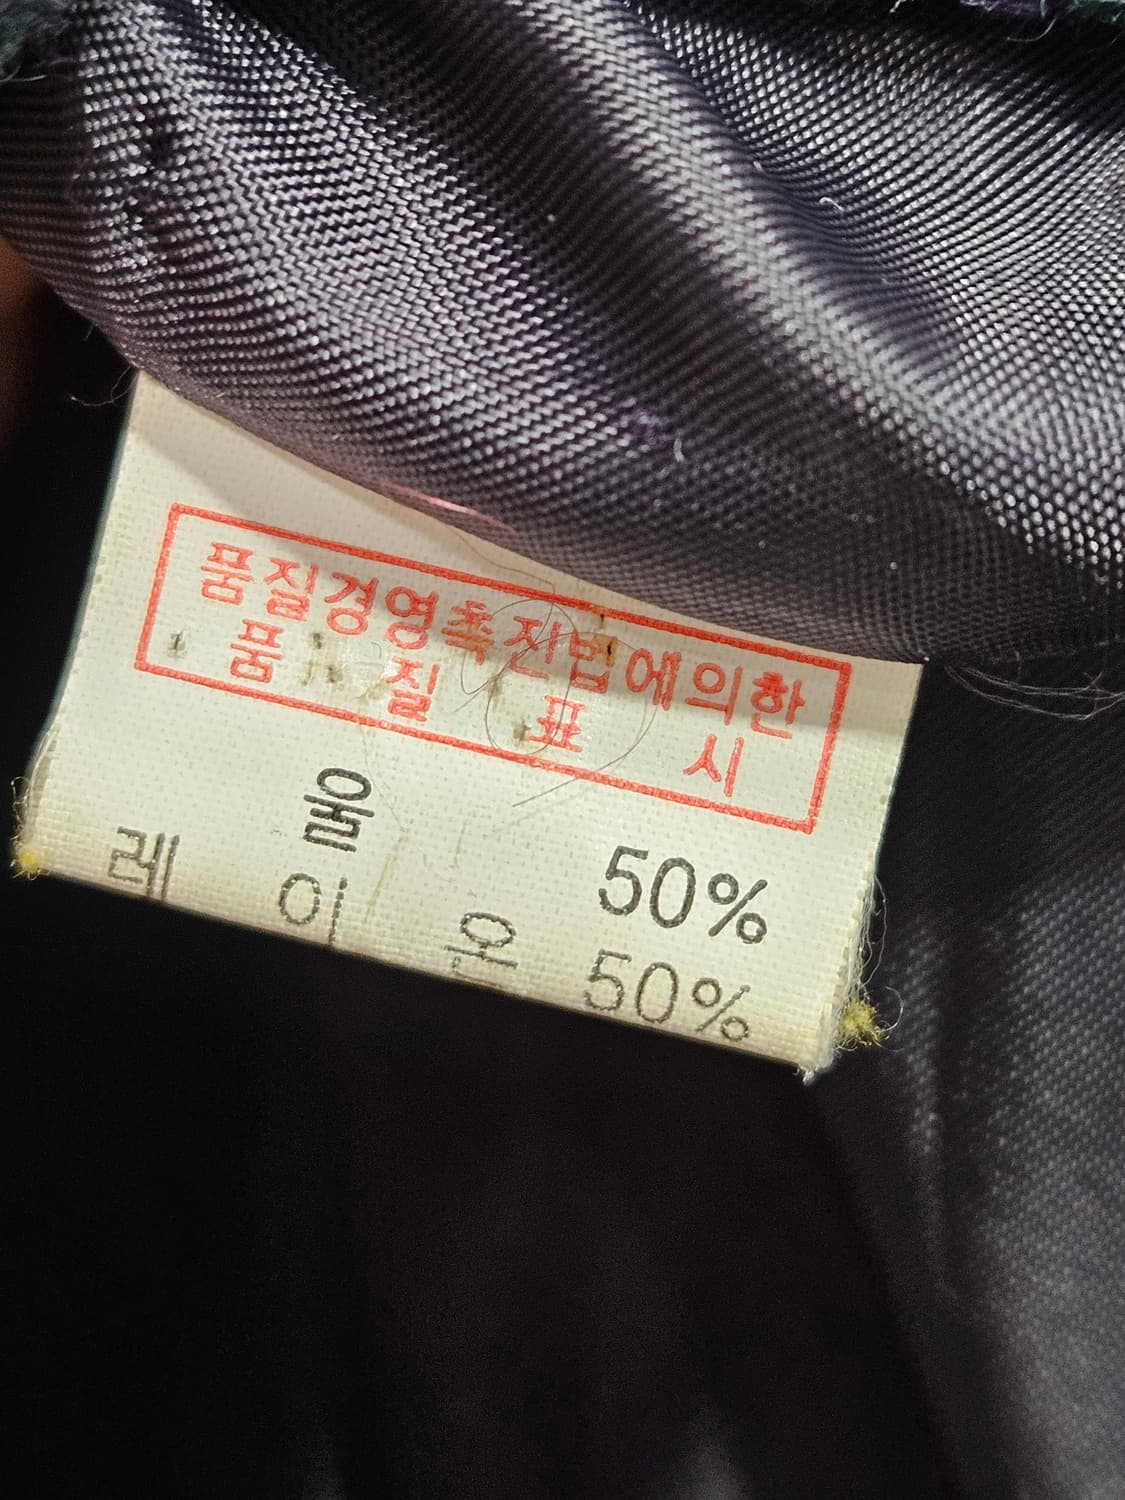 품질경영촉진법에의한
품 질 표 시
울 50%
레 이 온 50%